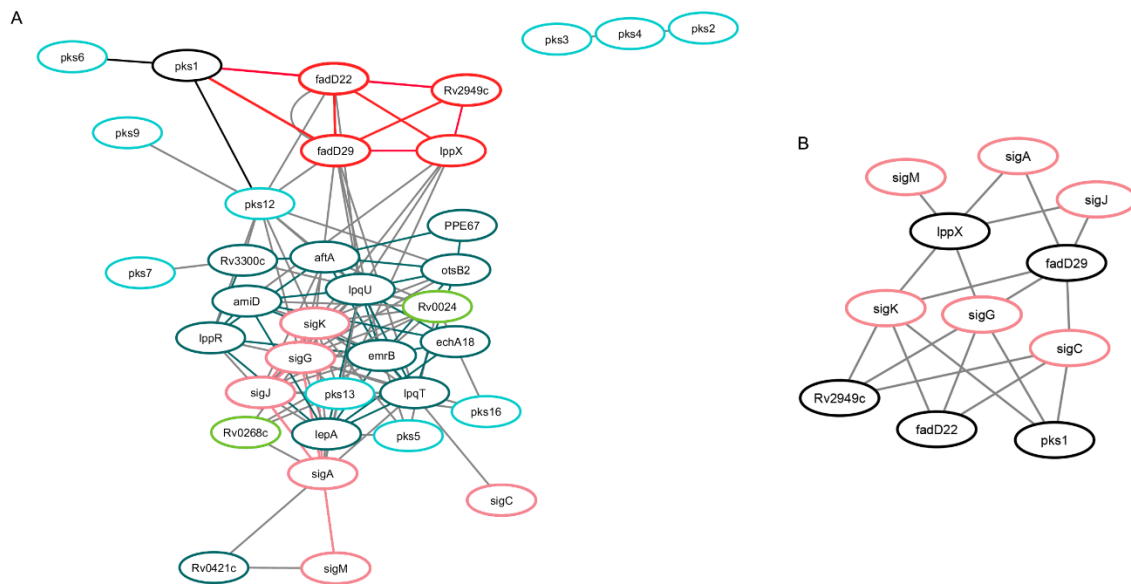 A
pks3
pks4
pks2
pks6
pks1
fadD22
Rv2949c
pks9
fadD29
lppX
pks12
PPE67
pks7
Rv3300c
aftA
otsB2
amiD
lpqU
Rv0024
lppR
sigK
echA18
sigG
emrB
sigJ
pks13
lpqT
pks16
Rv0268c
lepA
pks5
sigA
sigC
Rv0421c
sigM
B
sigM
sigA
sigJ
lppX
fadD29
sigK
sigG
sigC
Rv2949c
fadD22
pks1